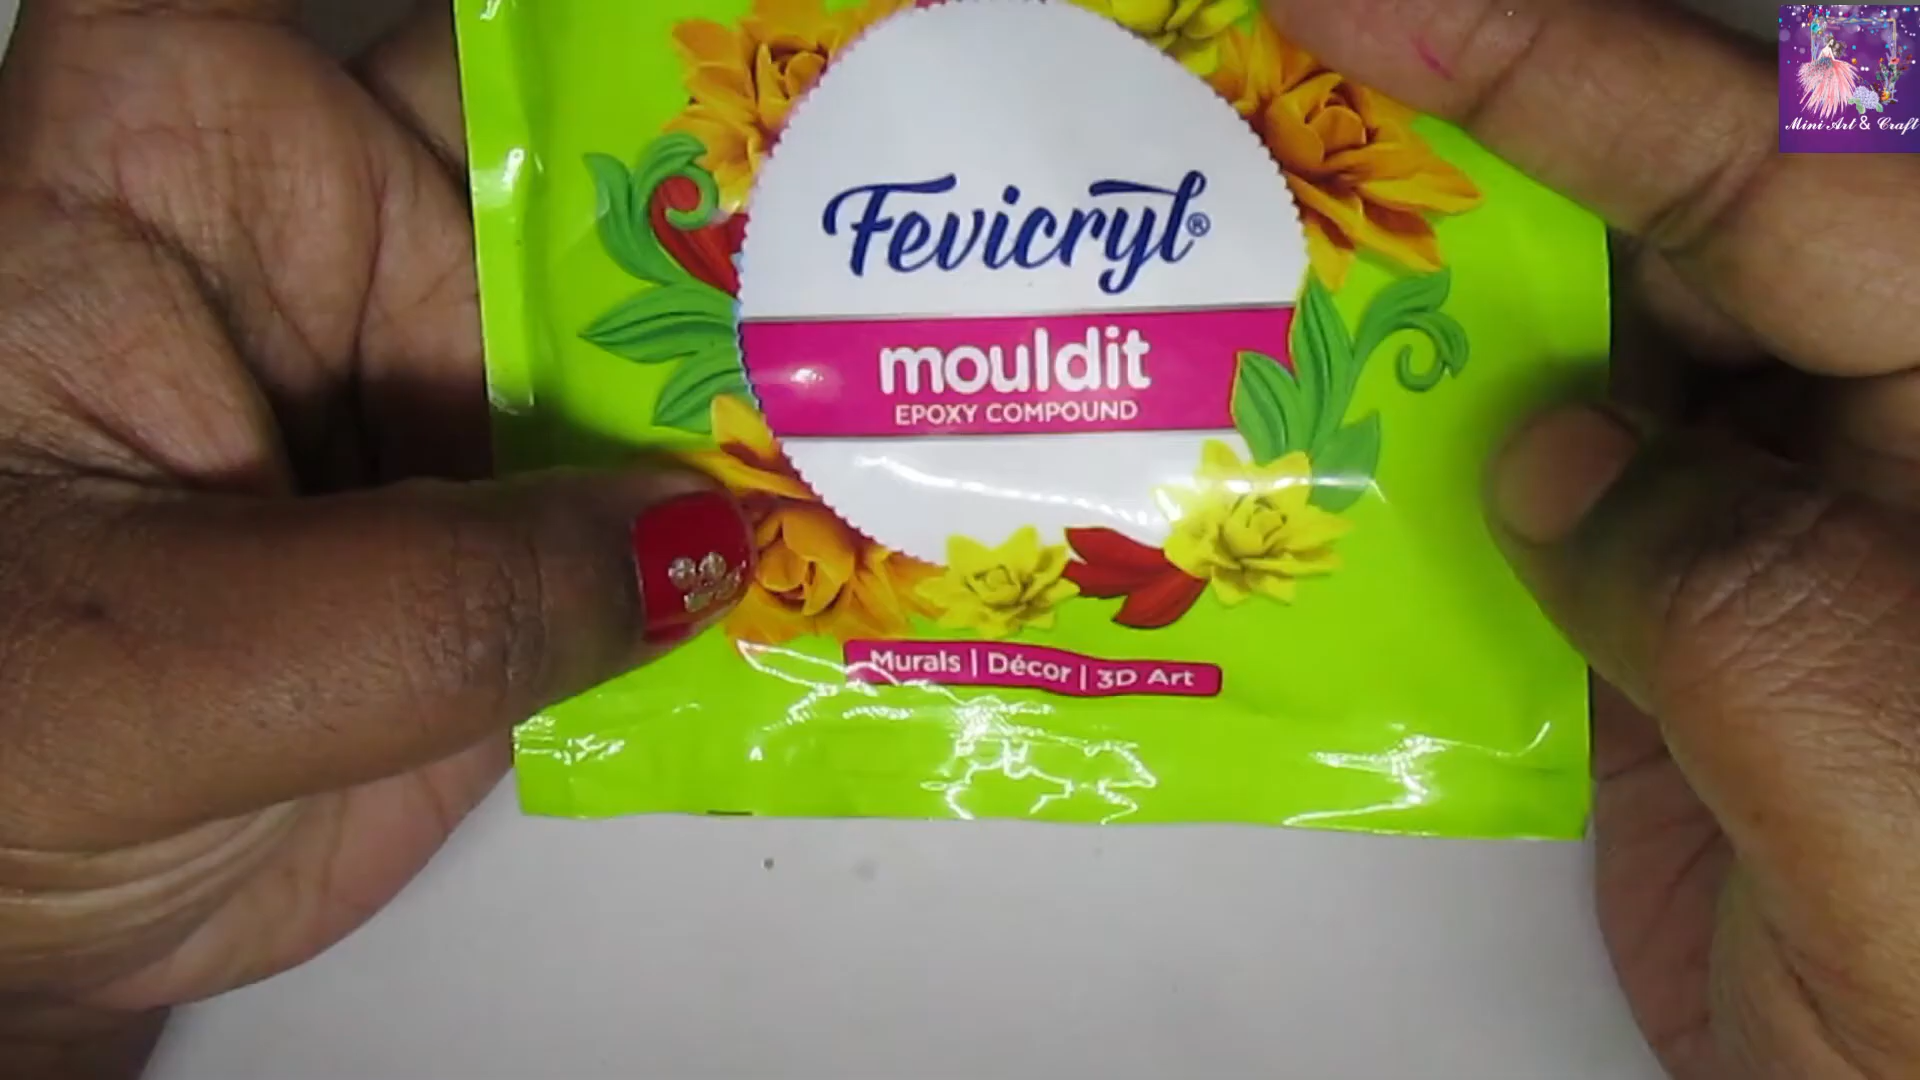 Mini Art & Craft
Fevicryl®
mouldit
EPOXY COMPOUND
Murals | Décor | 3D Art